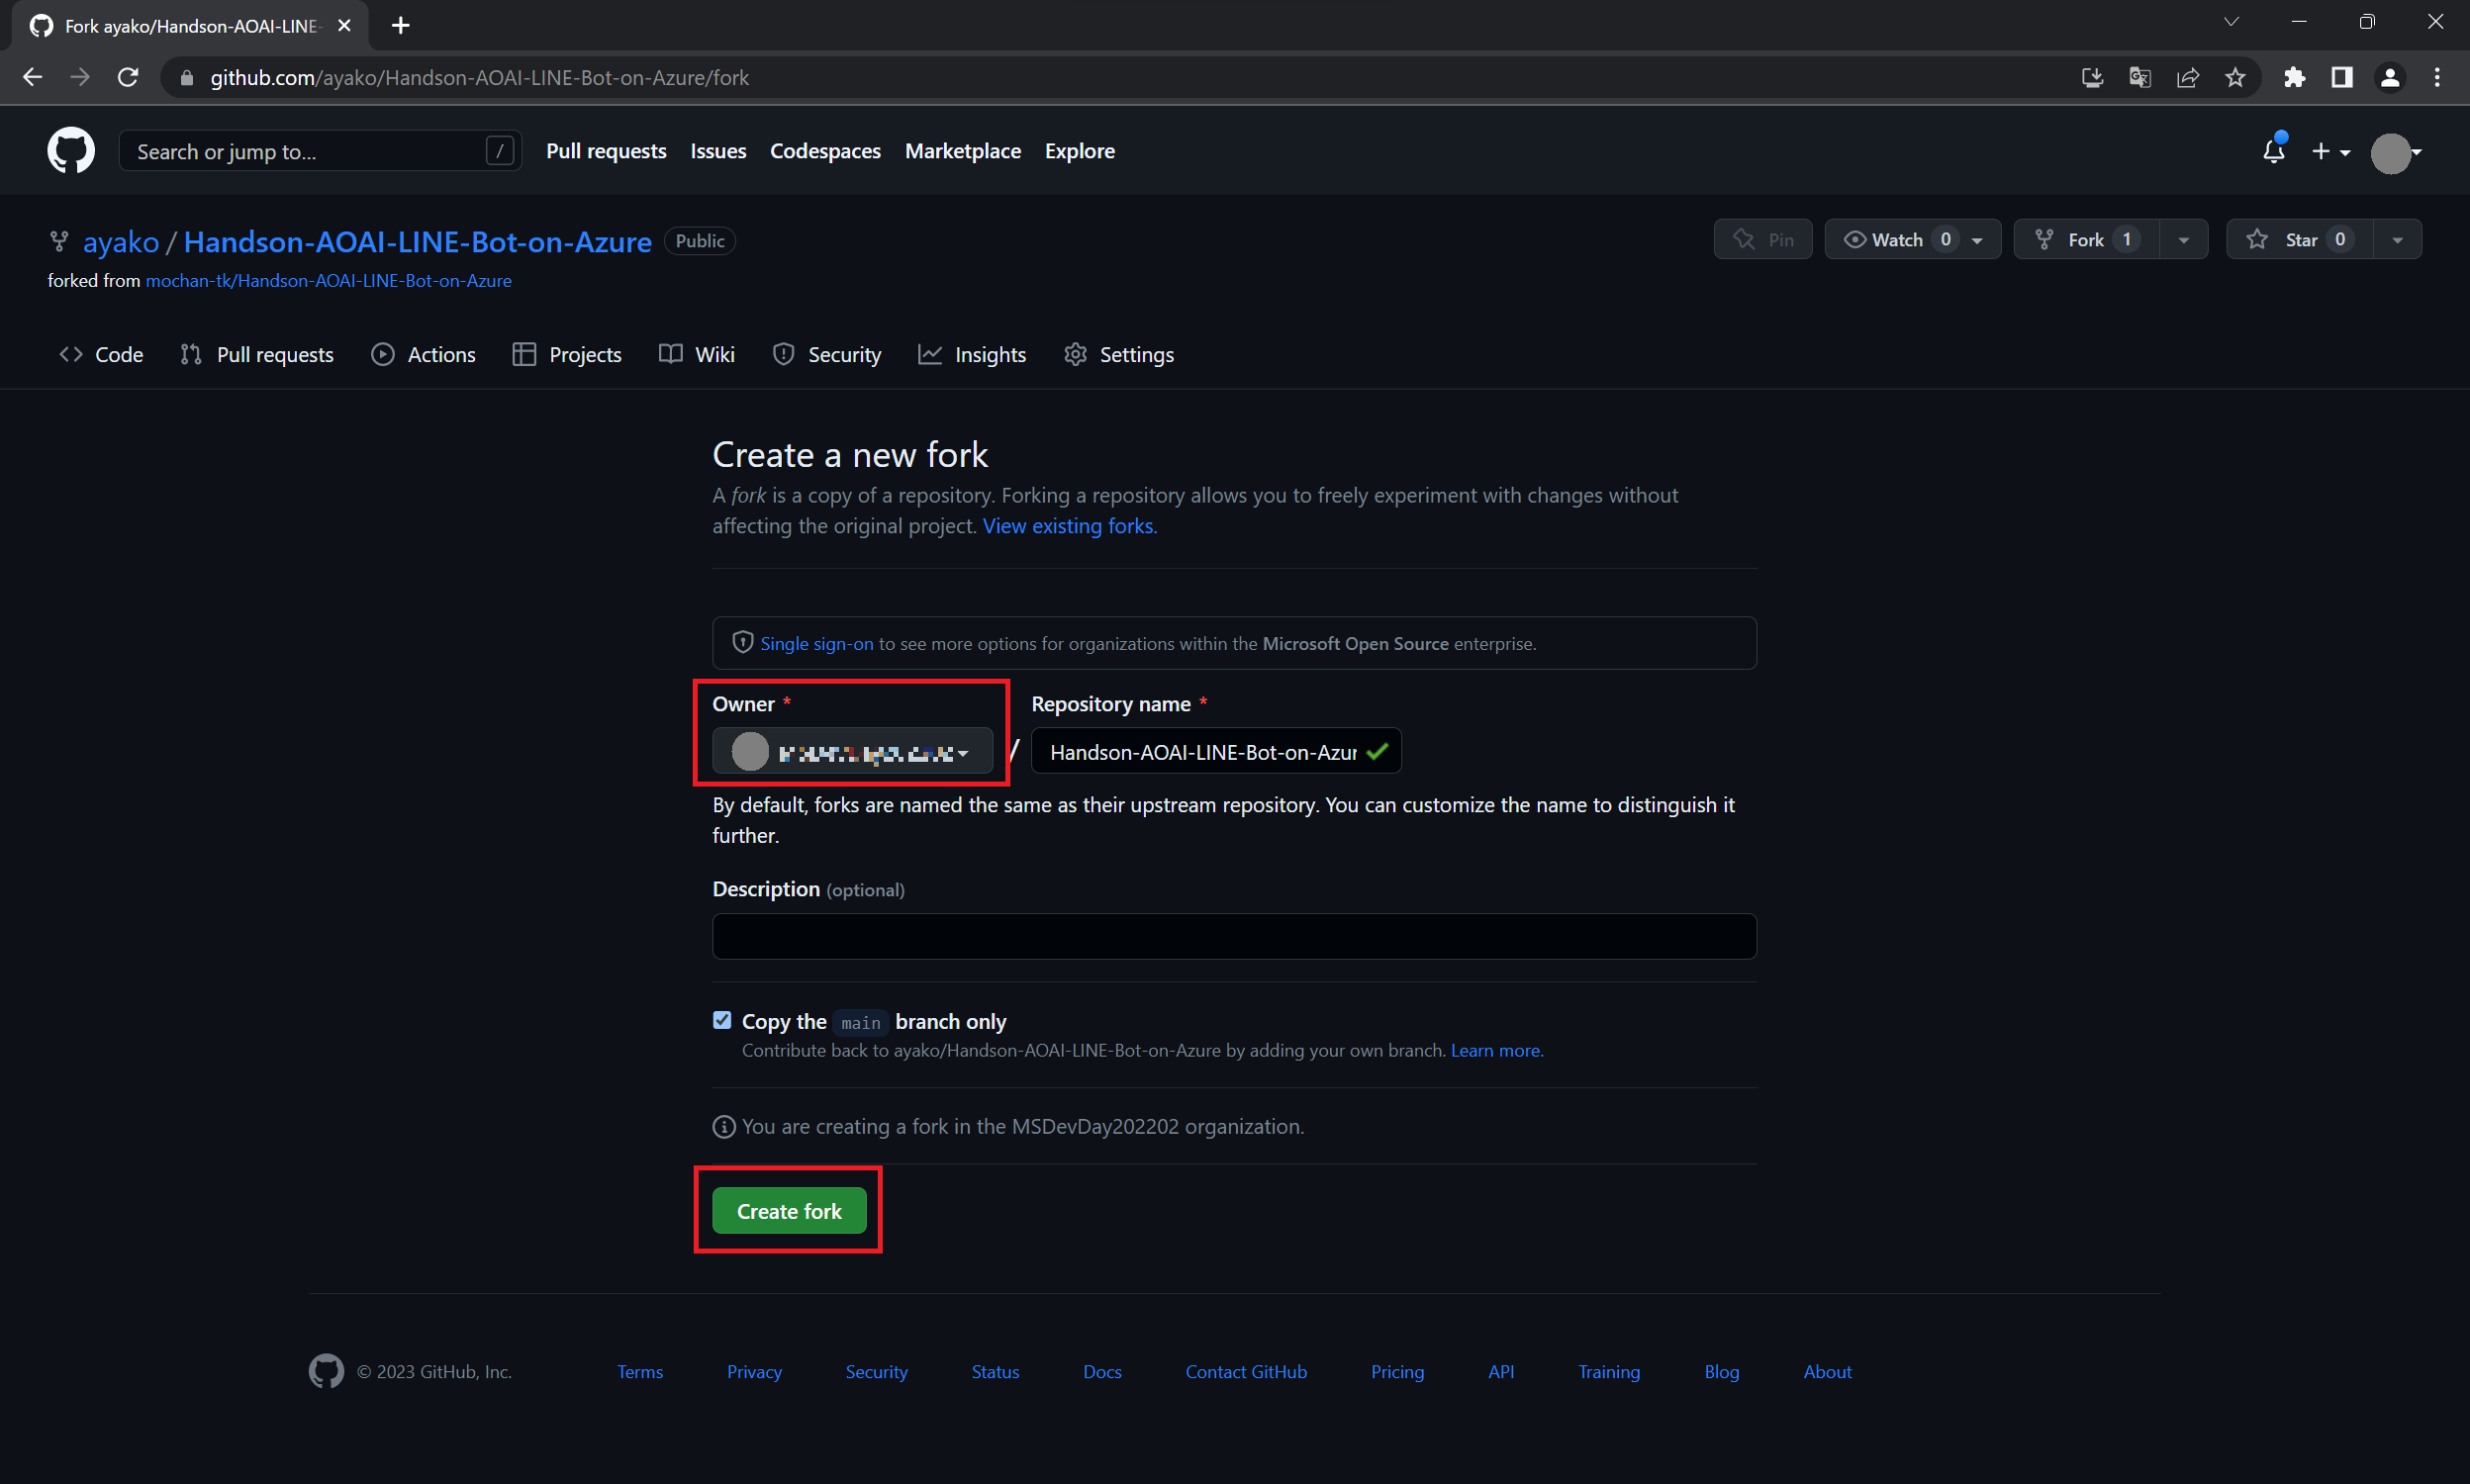 Fork ayako/Handson-AOAI-LINE-
github.com/ayako/Handson-AOAI-LINE-Bot-on-Azure/fork
Search or jump to... /
Pull requests Issues Codespaces Marketplace Explore
ayako / Handson-AOAI-LINE-Bot-on-Azure Public
Pin Watch 0 Fork 1 Star 0
forked from mochan-tk/Handson-AOAI-LINE-Bot-on-Azure
Code Pull requests Actions Projects Wiki Security Insights Settings
Create a new fork
A fork is a copy of a repository. Forking a repository allows you to freely experiment with changes without
affecting the original project. View existing forks.
Single sign-on to see more options for organizations within the Microsoft Open Source enterprise.
Owner * Repository name *
/ Handson-AOAI-LINE-Bot-on-Azur
By default, forks are named the same as their upstream repository. You can customize the name to distinguish it
further.
Description (optional)
Copy the main branch only
Contribute back to ayako/Handson-AOAI-LINE-Bot-on-Azure by adding your own branch. Learn more.
You are creating a fork in the MSDevDay202202 organization.
Create fork
© 2023 GitHub, Inc. Terms Privacy Security Status Docs Contact GitHub Pricing API Training Blog About